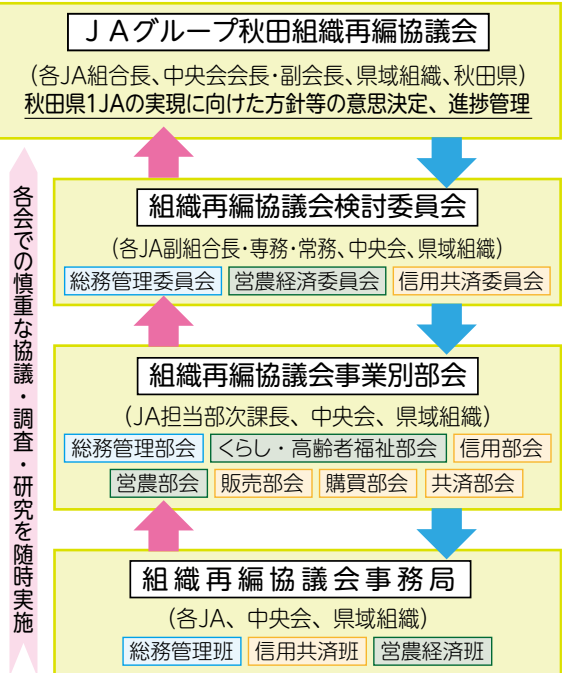 ＪＡグループ秋田組織再編協議会
(各JA組合長、中央会会長・副会長、県域組織、秋田県)
秋田県1JAの実現に向けた方針等の意思決定、進捗管理
各会での慎重な協議・調査・研究を随時実施
組織再編協議会検討委員会
(各JA副組合長・専務・常務、中央会、県域組織)
総務管理委員会 営農経済委員会 信用共済委員会
組織再編協議会事業別部会
(JA担当部次課長、中央会、県域組織)
総務管理部会 くらし・高齢者福祉部会 信用部会
営農部会 販売部会 購買部会 共済部会
組織再編協議会事務局
(各JA、中央会、県域組織)
総務管理班 信用共済班 営農経済班